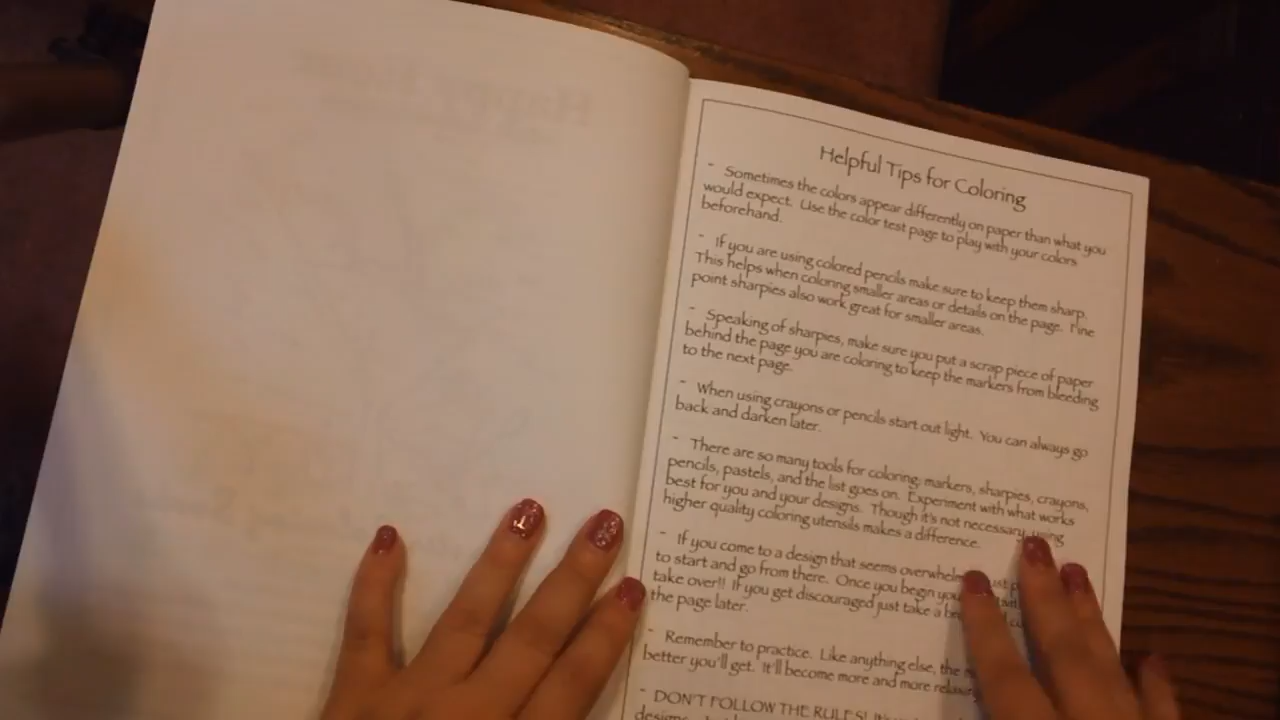 Helpful Tips for Coloring
- Sometimes the colors appear differently on paper than what you
would expect. Use the color test page to play with your colors
beforehand.
- If you are using colored pencils make sure to keep them sharp.
This helps when coloring smaller areas or details on the page. Fine
point sharpies also work great for smaller areas.
- Speaking of sharpies, make sure you put a scrap piece of paper
behind the page you are coloring to keep the markers from bleeding
to the next page.
- When using crayons or pencils start out light. You can always go
back and darken later.
- There are so many tools for coloring; markers, sharpies, crayons,
pencils, pastels, and the list goes on. Experiment with what works
best for you and your designs. Though it's not necessary, using
higher quality coloring utensils makes a difference.
- If you come to a design that seems
to start and go from there. Once you begin
take over!! If you get discouraged just take a
the page later.
- Remember to practice. Like anything else, the
better you'll get. It'll become more and more
- DON'T FOLLOW THE RULES!